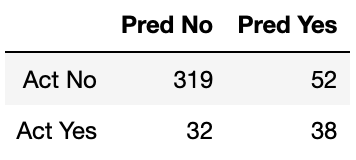 Pred No Pred Yes
Act No 319 52
Act Yes 32 38